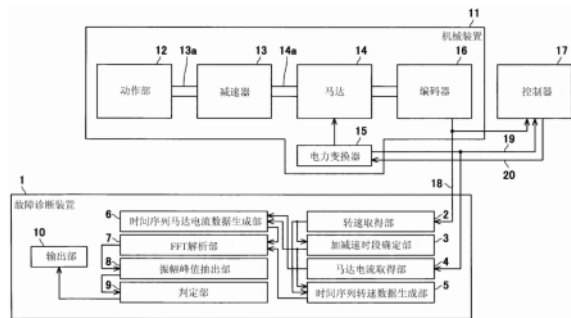 11
机械装置
12
13a
13
14a
14
16
17
动作部
减速器
马达
编码器
控制器
15
电力变换器
19
20
18
1
故障诊断装置
6
时间序列马达电流数据生成部
转速取得部
2
10
7
FFT解析部
加减速时段确定部
3
输出部
8
振幅峰值抽出部
马达电流取得部
4
9
判定部
时间序列转速数据生成部
5